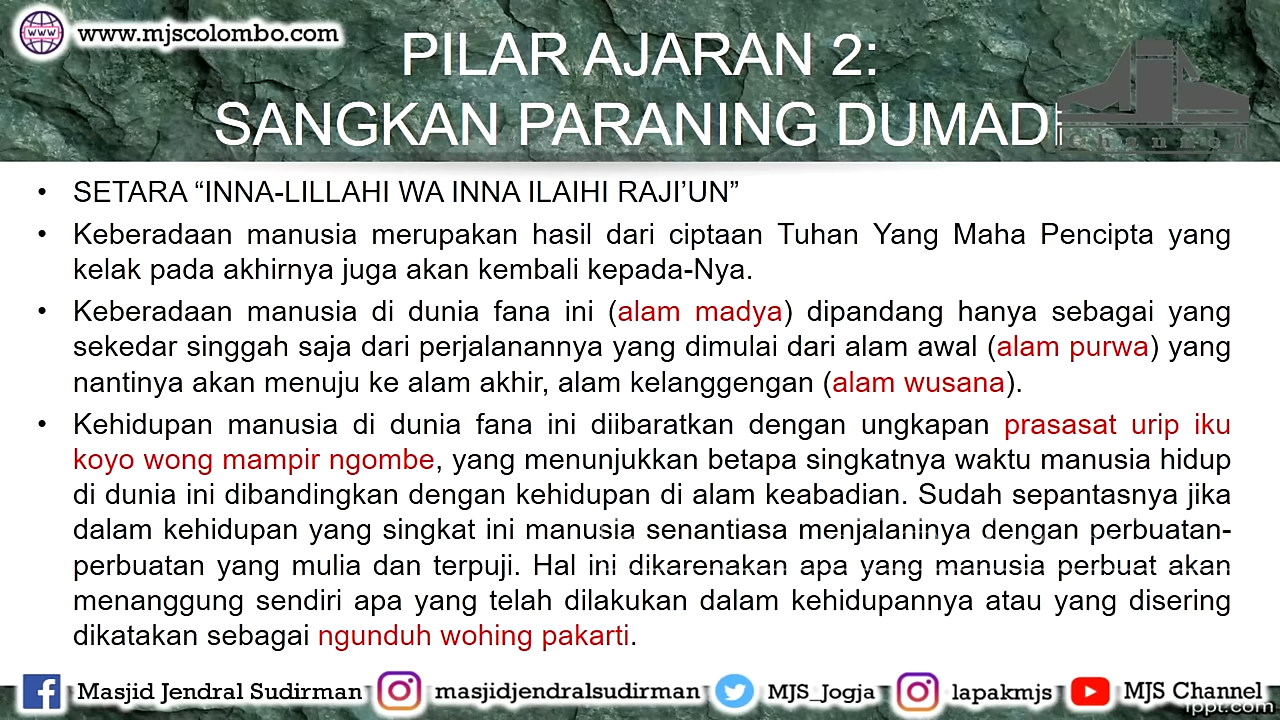 www.mjscolombo.com
PILAR AJARAN 2:
SANGKAN PARANING DUMADI
Channel
• SETARA “INNA-LILLAHI WA INNA ILAIHI RAJI’UN”
• Keberadaan manusia merupakan hasil dari ciptaan Tuhan Yang Maha Pencipta yang
kelak pada akhirnya juga akan kembali kepada-Nya.
• Keberadaan manusia di dunia fana ini (alam madya) dipandang hanya sebagai yang
sekedar singgah saja dari perjalanannya yang dimulai dari alam awal (alam purwa) yang
nantinya akan menuju ke alam akhir, alam kelanggengan (alam wusana).
• Kehidupan manusia di dunia fana ini diibaratkan dengan ungkapan prasasat urip iku
koyo wong mampir ngombe, yang menunjukkan betapa singkatnya waktu manusia hidup
di dunia ini dibandingkan dengan kehidupan di alam keabadian. Sudah sepantasnya jika
dalam kehidupan yang singkat ini manusia senantiasa menjalaninya dengan perbuatan-
perbuatan yang mulia dan terpuji. Hal ini dikarenakan apa yang manusia perbuat akan
menanggung sendiri apa yang telah dilakukan dalam kehidupannya atau yang disering
dikatakan sebagai ngunduh wohing pakarti.
Masjid Jendral Sudirman masjidjendralsudirman MJS_Jogja lapakmjs MJS Channel
fppt.com